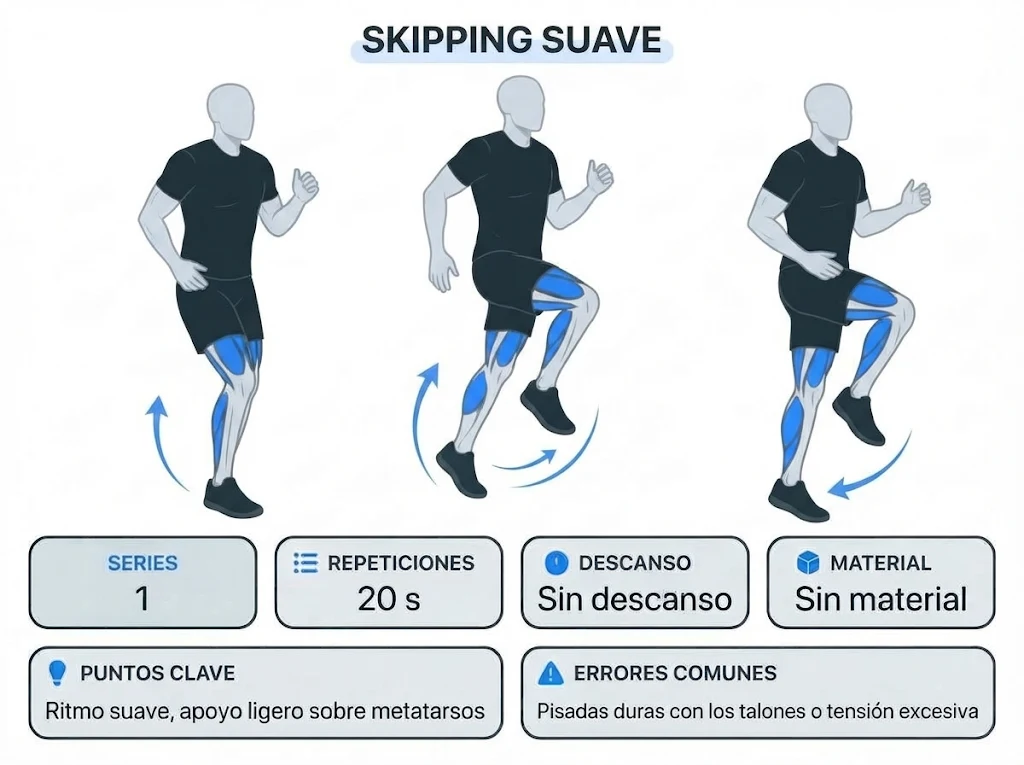 SKIPPING SUAVE
SERIES
1
REPETICIONES
20 s
DESCANSO
Sin descanso
MATERIAL
Sin material
PUNTOS CLAVE
Ritmo suave, apoyo ligero sobre metatarsos
ERRORES COMUNES
Pisadas duras con los talones o tensión excesiva